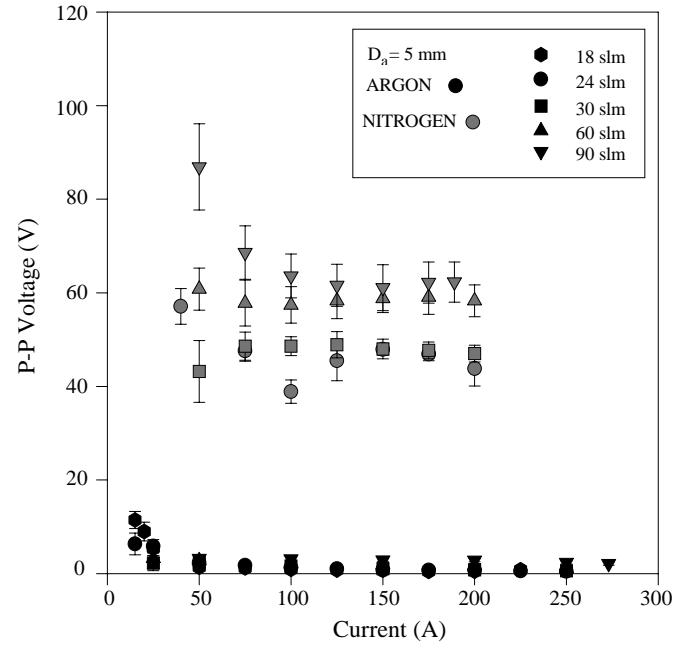 120
100
80
60
40
20
0
P-P Voltage (V)
D_a = 5 mm
ARGON
NITROGEN
18 slm
24 slm
30 slm
60 slm
90 slm
0 50 100 150 200 250 300
Current (A)